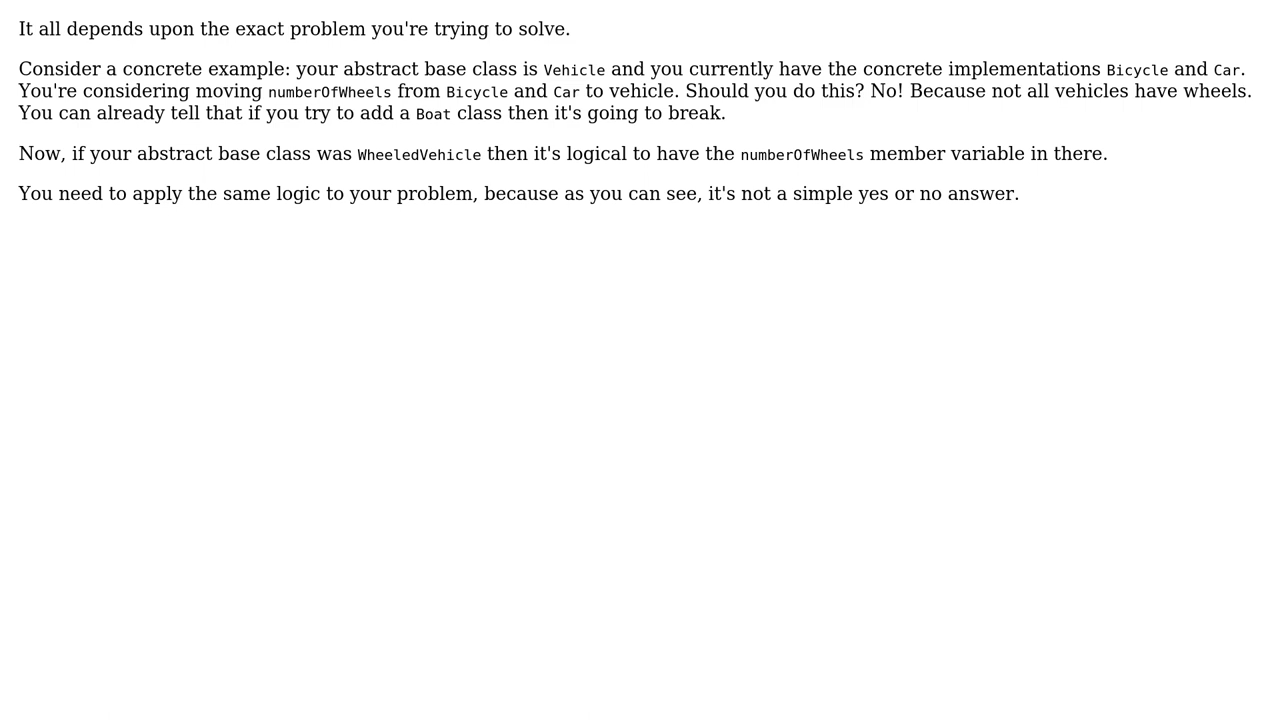 It all depends upon the exact problem you're trying to solve.
Consider a concrete example: your abstract base class is Vehicle and you currently have the concrete implementations Bicycle and Car.
You're considering moving numberOfWheels from Bicycle and Car to vehicle. Should you do this? No! Because not all vehicles have wheels.
You can already tell that if you try to add a Boat class then it's going to break.
Now, if your abstract base class was WheeledVehicle then it's logical to have the numberOfWheels member variable in there.
You need to apply the same logic to your problem, because as you can see, it's not a simple yes or no answer.